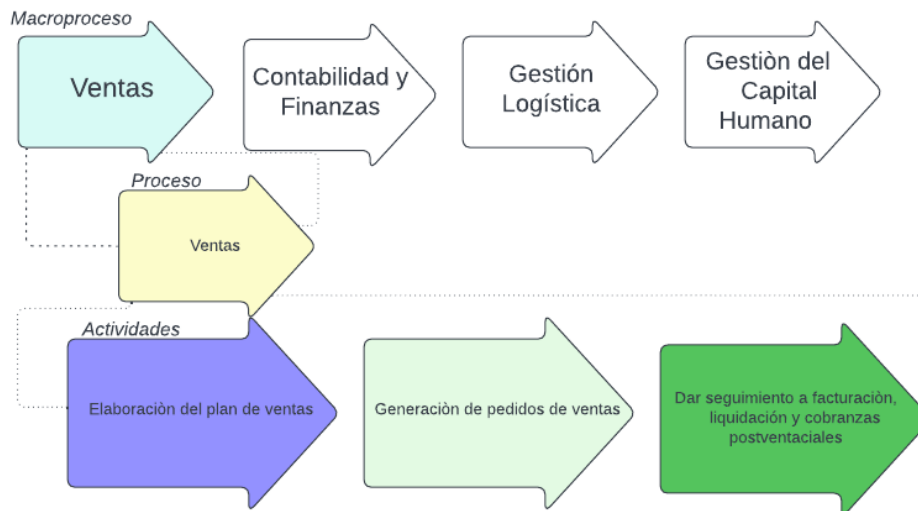 Macroproceso
Ventas
Contabilidad y
Finanzas
Gestión
Logística
Gestiòn del
Capital
Humano
Proceso
Ventas
Actividades
Elaboraciòn del plan de ventas
Generaciòn de pedidos de ventas
Dar seguimiento a facturaciòn,
liquidación y cobranzas
postventaciales